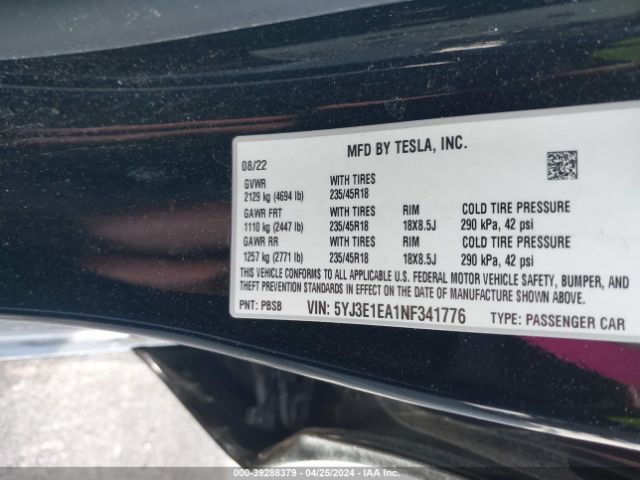 MFD BY TESLA, INC.
08/22
GVWR WITH TIRES
2129 kg (4694 lb) 235/45R18
GAWR FRT WITH TIRES RIM COLD TIRE PRESSURE
1110 kg (2447 lb) 235/45R18 18X8.5J 290 kPa, 42 psi
GAWR RR WITH TIRES RIM COLD TIRE PRESSURE
1257 kg (2771 lb) 235/45R18 18X8.5J 290 kPa, 42 psi
THIS VEHICLE CONFORMS TO ALL APPLICABLE U.S. FEDERAL MOTOR VEHICLE SAFETY, BUMPER, AND
THEFT PREVENTION STANDARDS IN EFFECT ON DATE OF MANUFACTURE SHOWN ABOVE.
PNT: PBSB VIN: 5YJ3E1EA1NF341776 TYPE: PASSENGER CAR
000-39288379 - 04/25/2024 - IAA Inc.